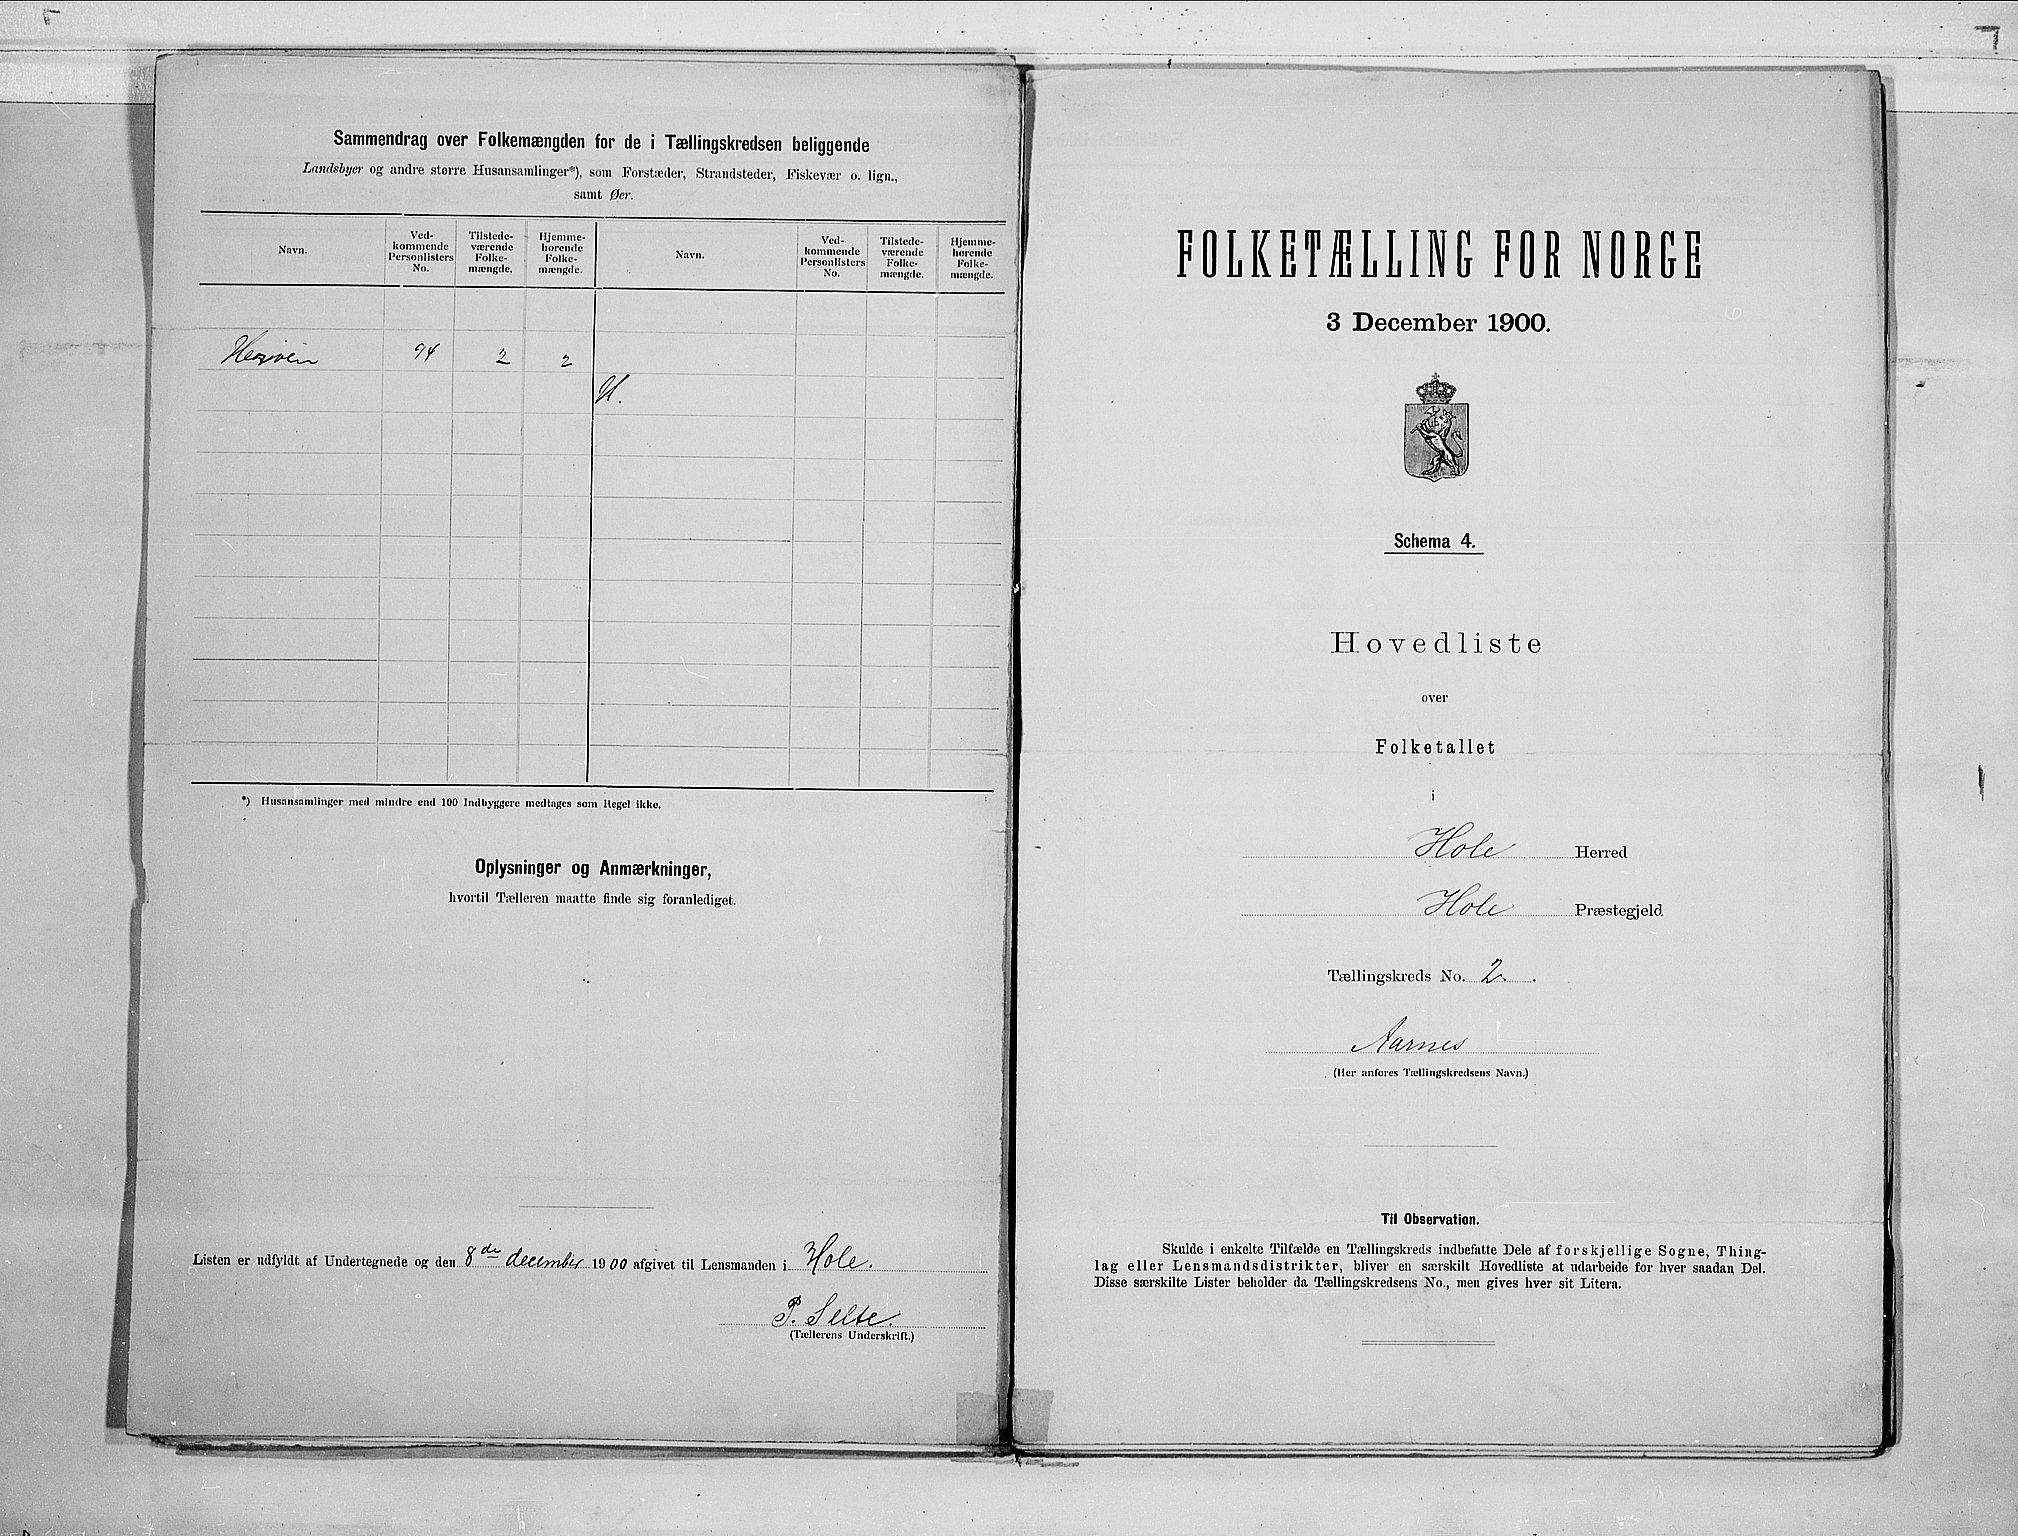 Sammendrag over Folkemængden for de i Tællingskredsen beliggende
Landsbyer og andre større Husansamlinger*), som Forstæder, Strandsteder, Fiskevær o. lign.,
samt Øer.
Navn.
Ved-
kommende
Personlisters
No.
Tilstede-
værende
Folke-
mængde.
Hjemme-
hørende
Folke-
mængde.
Navn.
Ved-
kommende
Personlisters
No.
Tilstede-
værende
Folke-
mængde.
Hjemme-
hørende
Folke-
mængde.
94 2 2
H.
*) Husansamlinger med mindre end 100 Indbyggere medtages som Regel ikke.
Oplysninger og Anmærkninger,
hvortil Tælleren maatte finde sig foranlediget.
Listen er udfyldt af Undertegnede og den 8de december 1900 afgivet til Lensmanden i Hole.
P. Selte.
(Tællerens Underskrift.)
FOLKETÆLLING FOR NORGE
3 December 1900.
Schema 4.
Hovedliste
over
Folketallet
i
Hole Herred
Hole Præstegjeld
Tællingskreds No. 2.
Aarnes
(Her anføres Tællingskredsens Navn.)
Til Observation.
Skulde i enkelte Tilfælde en Tællingskreds indbefatte Dele af forskjellige Sogne, Thing-
lag eller Lensmandsdistrikter, bliver en særskilt Hovedliste at udarbeide for hver saadan Del.
Disse særskilte Lister beholder da Tællingskredsens No., men gives hver sit Litera.